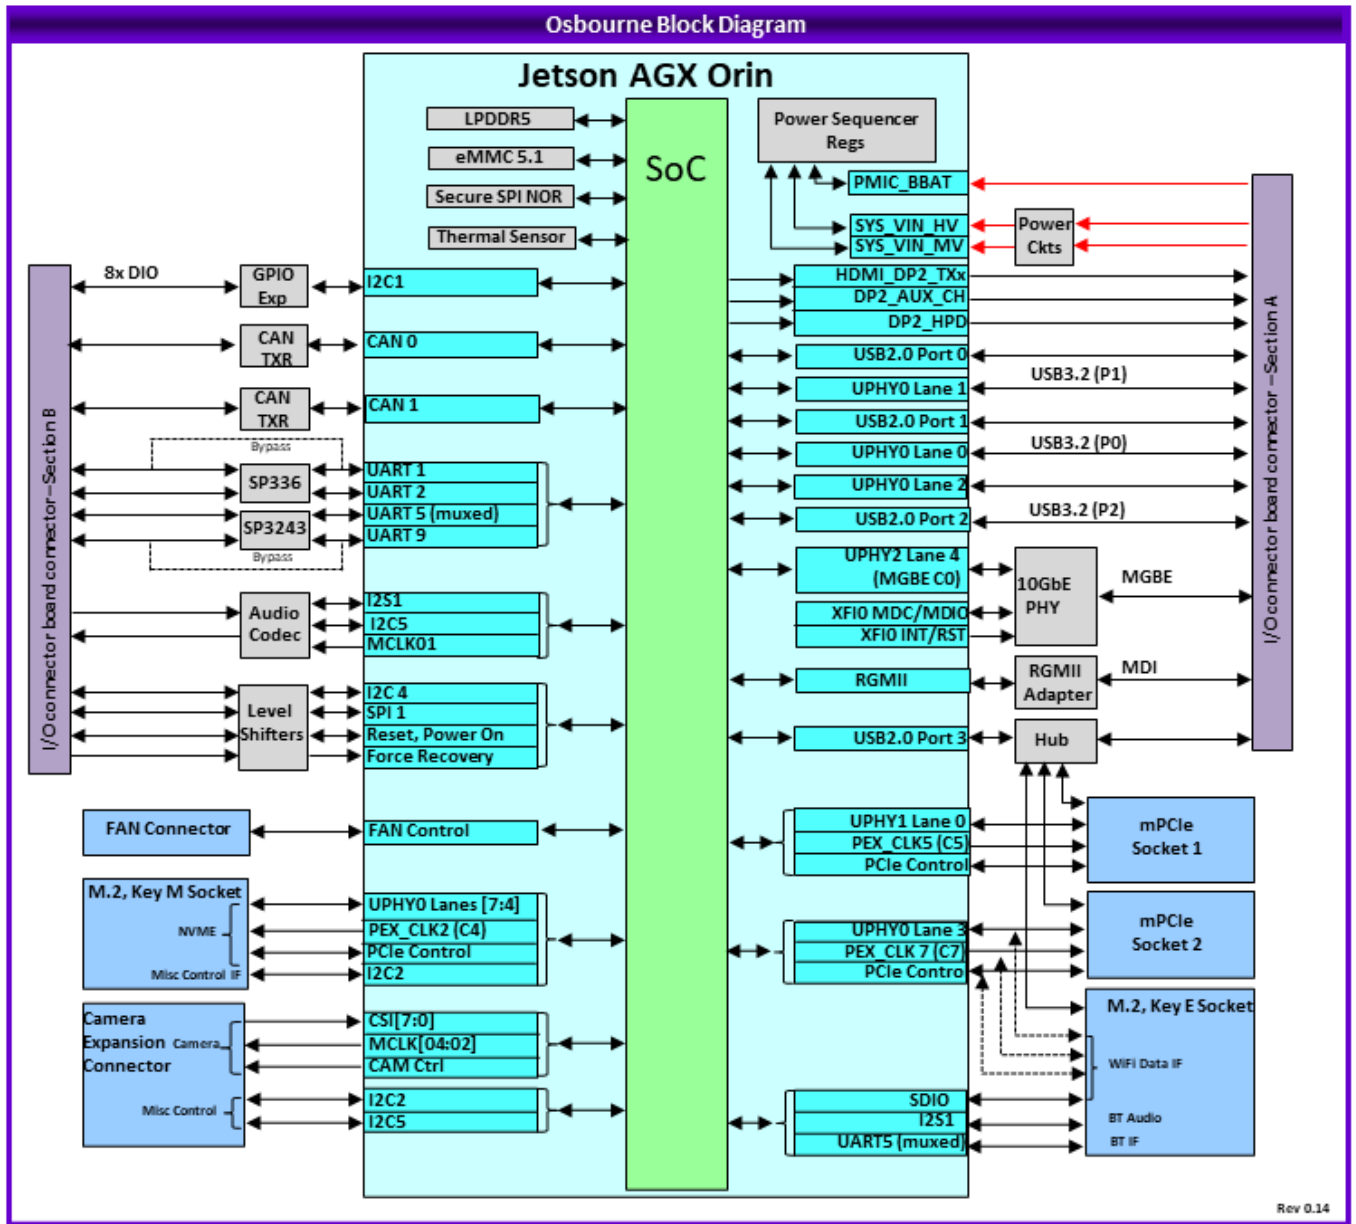 Osbourne Block Diagram
Jetson AGX Orin
SoC
LPDDR5
eMMC 5.1
Secure SPI NOR
Thermal Sensor
Power Sequencer
Regs
PMIC_BBAT
SYS_VIN_HV
SYS_VIN_MV
Power
Ckts
I/O connector board connector–Section B
8x DIO
GPIO
Exp
I2C1
CAN
TXR
CAN 0
CAN
TXR
CAN 1
Bypass
SP336
SP3243
Bypass
UART 1
UART 2
UART 5 (muxed)
UART 9
Audio
Codec
I2S1
I2C5
MCLK01
Level
Shifters
I2C 4
SPI 1
Reset, Power On
Force Recovery
FAN Connector
FAN Control
M.2, Key M Socket
NVME
Misc Control IF
UPHY0 Lanes [7:4]
PEX_CLK2 (C4)
PCIe Control
I2C2
Camera
Expansion
Connector
Camera
Misc Control
CSI[7:0]
MCLK[04:02]
CAM Ctrl
I2C2
I2C5
HDMI_DP2_TXx
DP2_AUX_CH
DP2_HPD
USB2.0 Port 0
UPHY0 Lane 1
USB2.0 Port 1
UPHY0 Lane 0
UPHY0 Lane 2
USB2.0 Port 2
USB3.2 (P1)
USB3.2 (P0)
USB3.2 (P2)
UPHY2 Lane 4
(MGBE C0)
XFI0 MDC/MDIO
XFI0 INT/RST
10GbE
PHY
MGBE
RGMII
RGMII
Adapter
MDI
USB2.0 Port 3
Hub
I/O connector board connector –Section A
UPHY1 Lane 0
PEX_CLK5 (C5)
PCIe Control
mPCIe
Socket 1
UPHY0 Lane 3
PEX_CLK 7 (C7)
PCIe Contro
mPCIe
Socket 2
M.2, Key E Socket
WiFi Data IF
BT Audio
BT IF
SDIO
I2S1
UART5 (muxed)
Rev 0.14